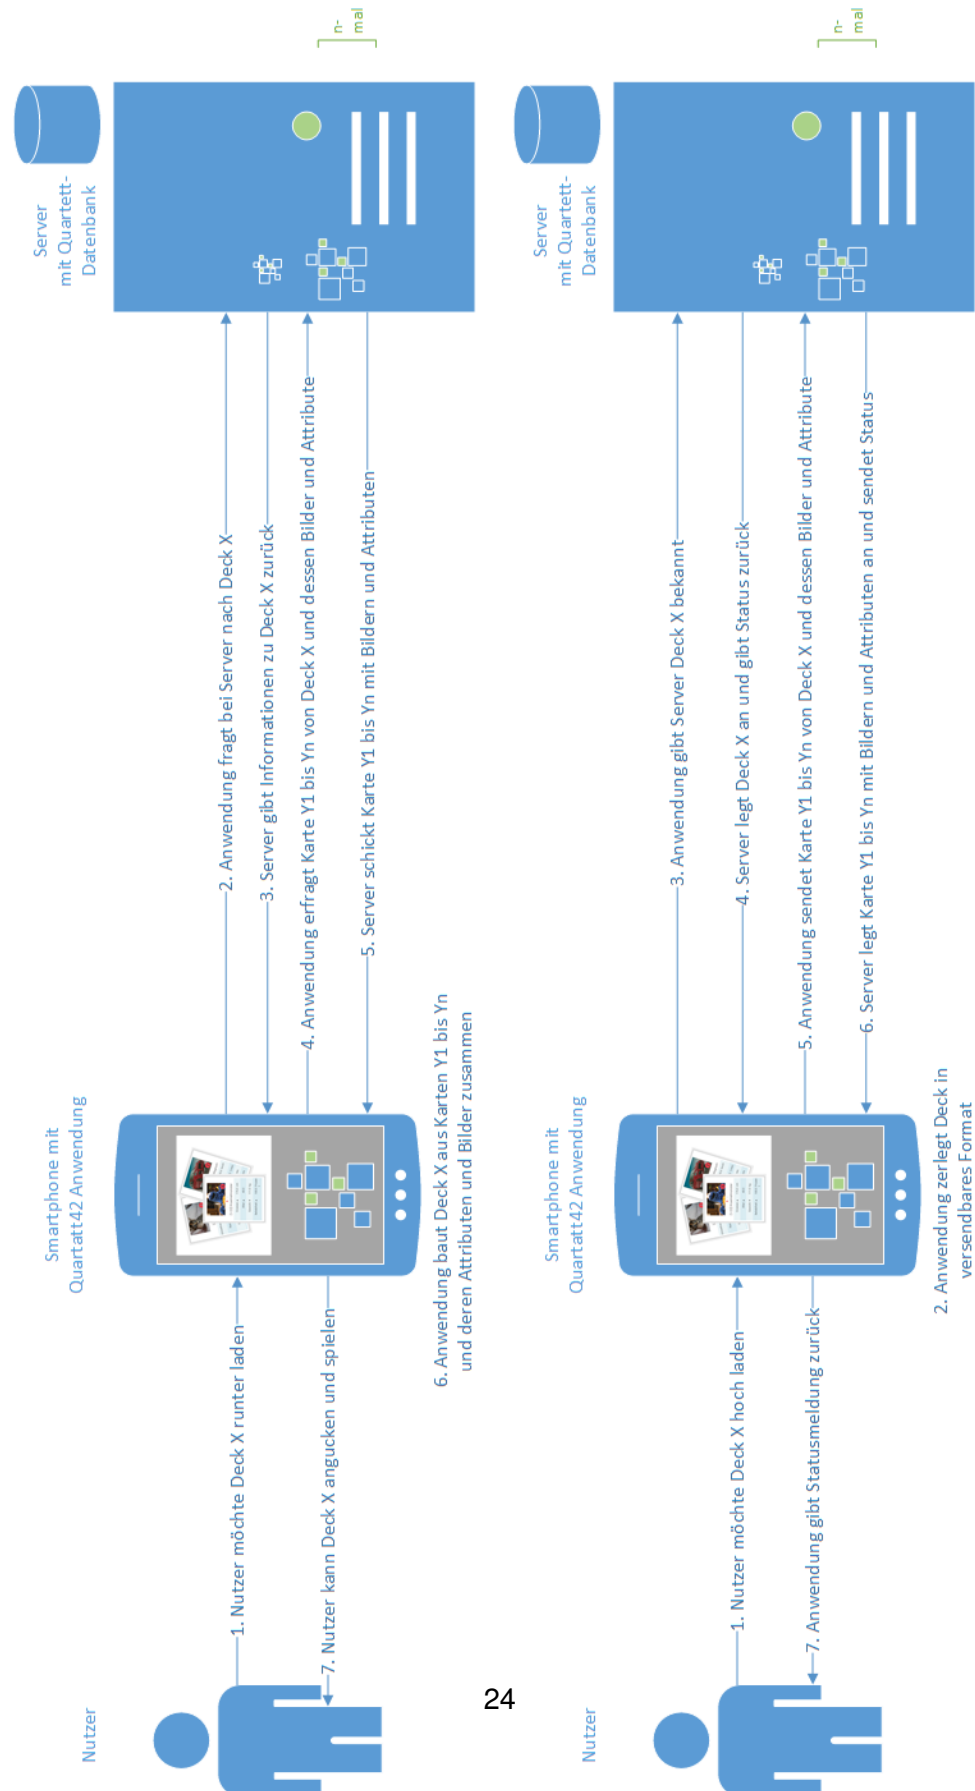 Nutzer
Smartphone mit
Quartatt42 Anwendung
Server
mit Quartett-
Datenbank
1. Nutzer möchte Deck X runter laden
2. Anwendung fragt bei Server nach Deck X
3. Server gibt Informationen zu Deck X zurück
4. Anwendung erfragt Karte Y1 bis Yn von Deck X und dessen Bilder und Attribute
5. Server schickt Karte Y1 bis Yn mit Bildern und Attributen
n-
mal
7. Nutzer kann Deck X angucken und spielen
6. Anwendung baut Deck X aus Karten Y1 bis Yn
und deren Attributen und Bilder zusammen
Nutzer
Smartphone mit
Quartatt42 Anwendung
Server
mit Quartett-
Datenbank
1. Nutzer möchte Deck X hoch laden
3. Anwendung gibt Server Deck X bekannt
4. Server legt Deck X an und gibt Status zurück
5. Anwendung sendet Karte Y1 bis Yn von Deck X und dessen Bilder und Attribute
6. Server legt Karte Y1 bis Yn mit Bildern und Attributen an und sendet Status
n-
mal
7. Anwendung gibt Statusmeldung zurück
2. Anwendung zerlegt Deck in
versendbares Format
24